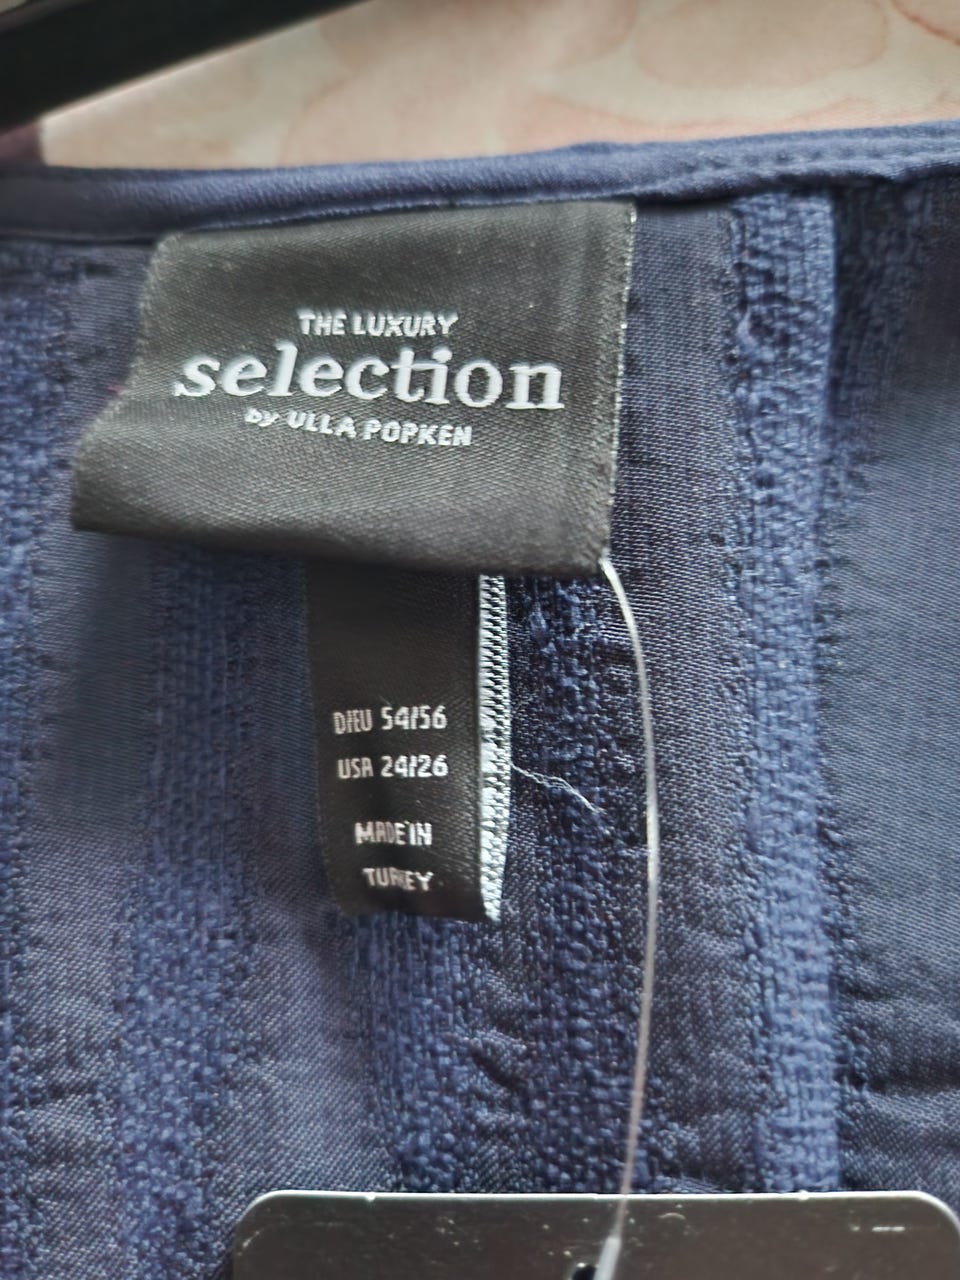 THE LUXURY
selection
by ULLA POPKEN
D/EU 54/56
USA 24/26
MADE IN
TURKEY